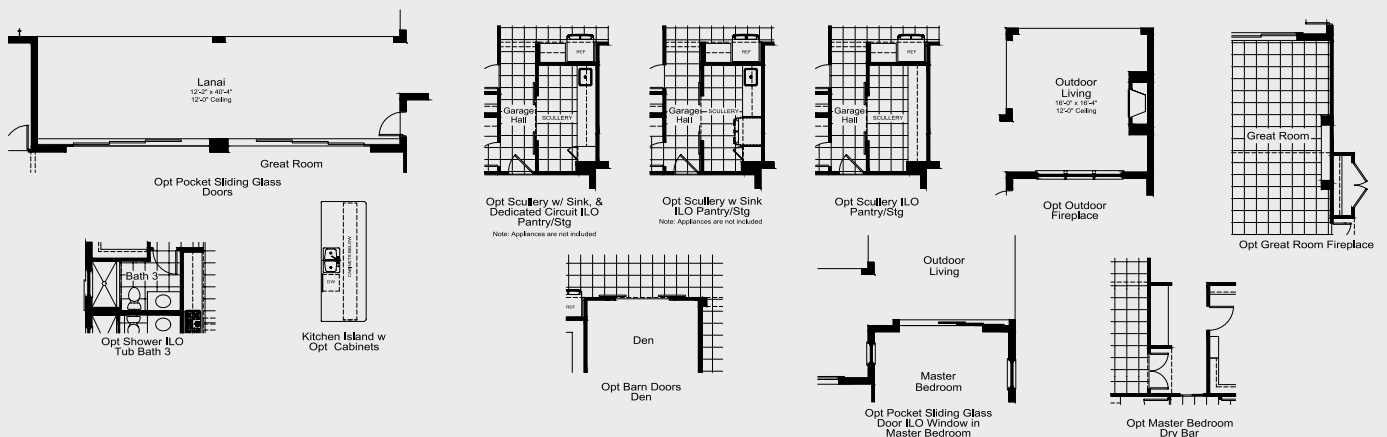 Lanai
12'-2" x 40'-4"
12'-0" Ceiling
Great Room
Opt Pocket Sliding Glass
Doors
REF
Garage
Hall
SCULLERY
Opt Scullery w/ Sink, &
Dedicated Circuit ILO
Pantry/Stg
Note: Appliances are not included
REF
Garage
Hall
SCULLERY
Opt Scullery w Sink
ILO Pantry/Stg
Note: Appliances are not included
REF
Garage
Hall
SCULLERY
Opt Scullery ILO
Pantry/Stg
Outdoor
Living
16'-0" x 16'-4"
12'-0" Ceiling
Opt Outdoor
Fireplace
Great Room
Opt Great Room Fireplace
Bath 3
Opt Shower ILO
Tub Bath 3
DW
CABINETS BELOW
Kitchen Island w
Opt Cabinets
REF
Den
Opt Barn Doors
Den
Outdoor
Living
Master
Bedroom
Opt Pocket Sliding Glass
Door ILO Window in
Master Bedroom
Opt Master Bedroom
Dry Bar